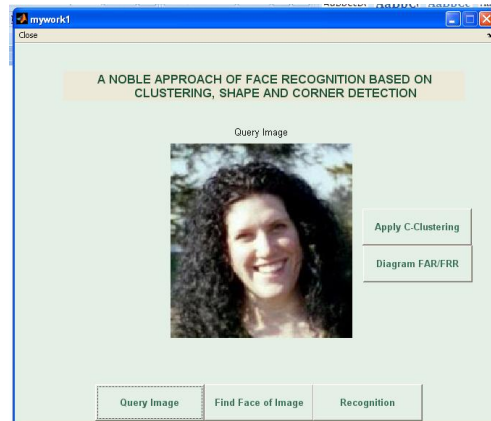 mywork1
Close
A NOBLE APPROACH OF FACE RECOGNITION BASED ON
CLUSTERING, SHAPE AND CORNER DETECTION
Query Image
Apply C-Clustering
Diagram FAR/FRR
Query Image Find Face of Image Recognition